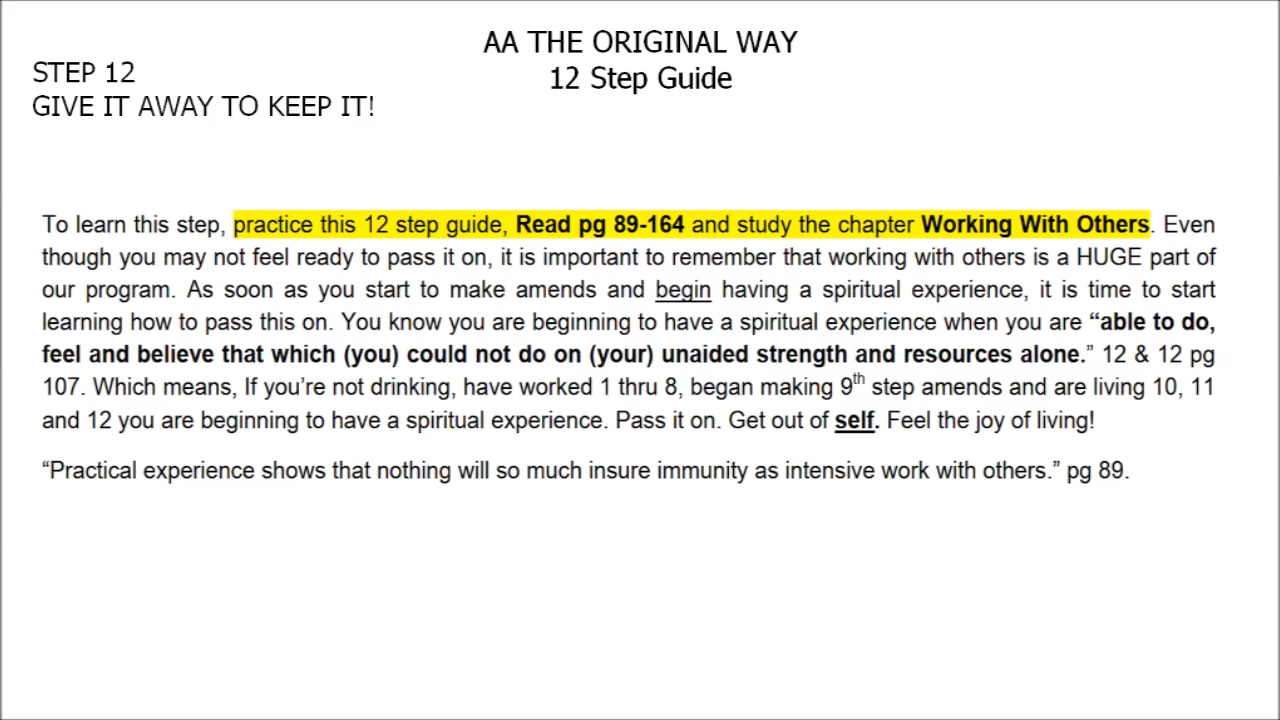 AA THE ORIGINAL WAY
12 Step Guide
STEP 12
GIVE IT AWAY TO KEEP IT!
To learn this step, practice this 12 step guide, Read pg 89-164 and study the chapter Working With Others. Even
though you may not feel ready to pass it on, it is important to remember that working with others is a HUGE part of
our program. As soon as you start to make amends and begin having a spiritual experience, it is time to start
learning how to pass this on. You know you are beginning to have a spiritual experience when you are “able to do,
feel and believe that which (you) could not do on (your) unaided strength and resources alone.” 12 & 12 pg
107. Which means, If you’re not drinking, have worked 1 thru 8, began making 9th step amends and are living 10, 11
and 12 you are beginning to have a spiritual experience. Pass it on. Get out of self. Feel the joy of living!
“Practical experience shows that nothing will so much insure immunity as intensive work with others.” pg 89.